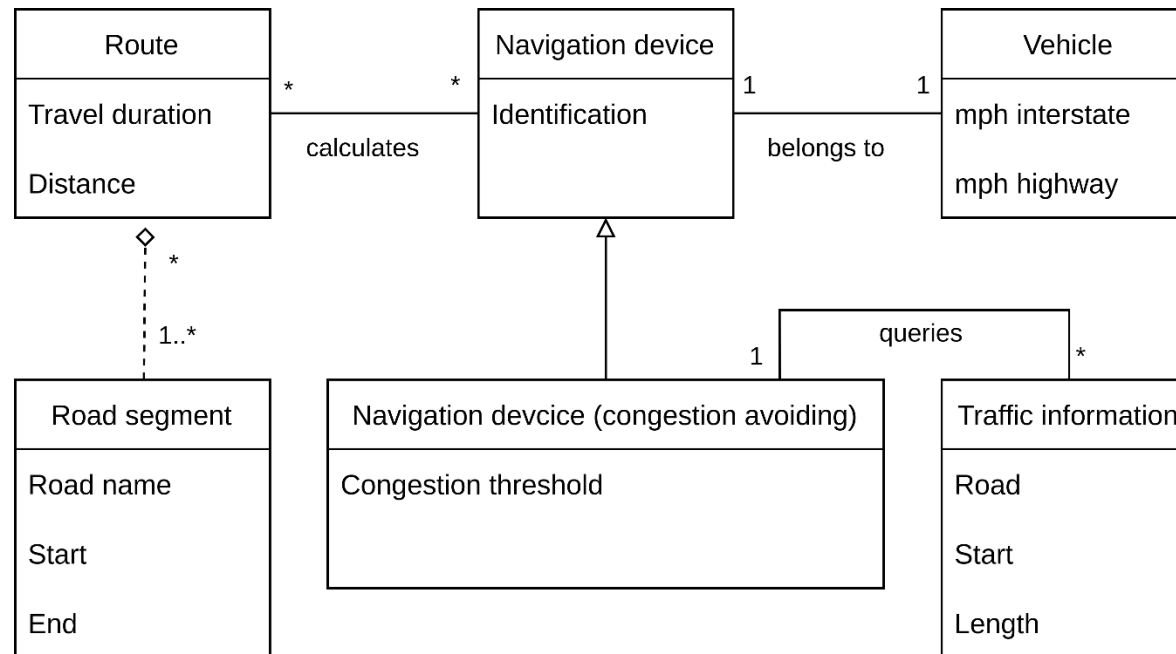 Route
Travel duration
Distance
*
*
calculates
Navigation device
Identification
1
1
belongs to
Vehicle
mph interstate
mph highway
*
1..*
Road segment
Road name
Start
End
Navigation devcice (congestion avoiding)
Congestion threshold
1
queries
*
Traffic information
Road
Start
Length